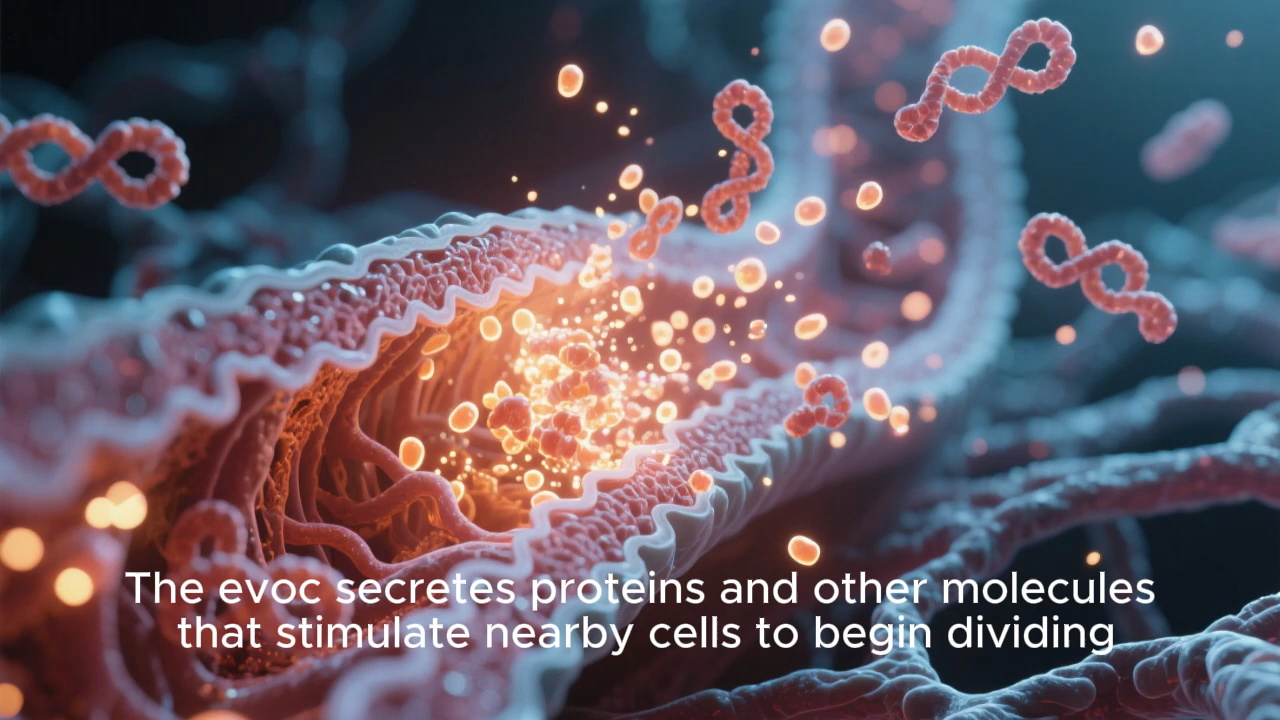 The evoc secretes proteins and other molecules
that stimulate nearby cells to begin dividing